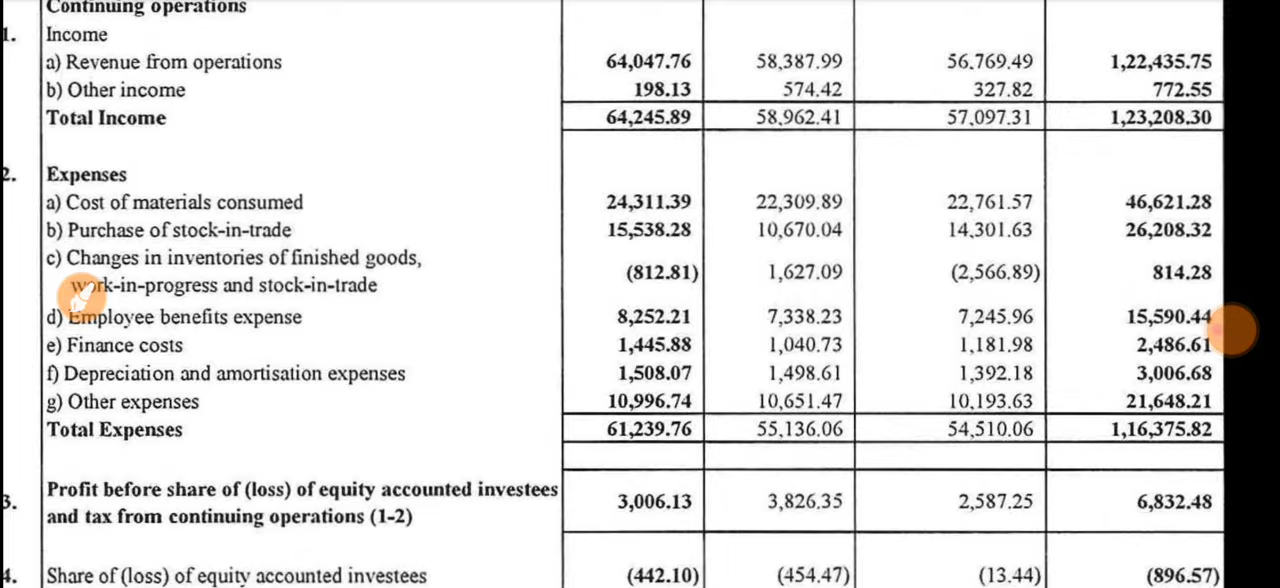 Continuing operations
1. Income
a) Revenue from operations 64,047.76 58,387.99 56,769.49 1,22,435.75
b) Other income 198.13 574.42 327.82 772.55
Total Income 64,245.89 58,962.41 57,097.31 1,23,208.30
2. Expenses
a) Cost of materials consumed 24,311.39 22,309.89 22,761.57 46,621.28
b) Purchase of stock-in-trade 15,538.28 10,670.04 14,301.63 26,208.32
c) Changes in inventories of finished goods,
work-in-progress and stock-in-trade (812.81) 1,627.09 (2,566.89) 814.28
d) Employee benefits expense 8,252.21 7,338.23 7,245.96 15,590.44
e) Finance costs 1,445.88 1,040.73 1,181.98 2,486.61
f) Depreciation and amortisation expenses 1,508.07 1,498.61 1,392.18 3,006.68
g) Other expenses 10,996.74 10,651.47 10,193.63 21,648.21
Total Expenses 61,239.76 55,136.06 54,510.06 1,16,375.82
3. Profit before share of (loss) of equity accounted investees
and tax from continuing operations (1-2) 3,006.13 3,826.35 2,587.25 6,832.48
4. Share of (loss) of equity accounted investees (442.10) (454.47) (13.44) (896.57)